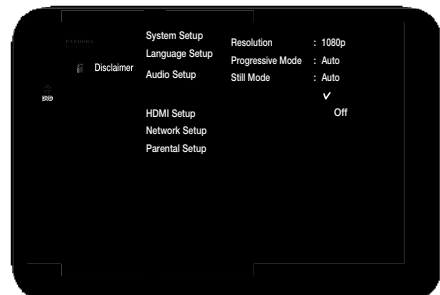 PANDORA
Disclaimer
System Setup
Language Setup
Audio Setup
HDMI Setup
Network Setup
Parental Setup
Resolution : 1080p
Progressive Mode : Auto
Still Mode : Auto
Off